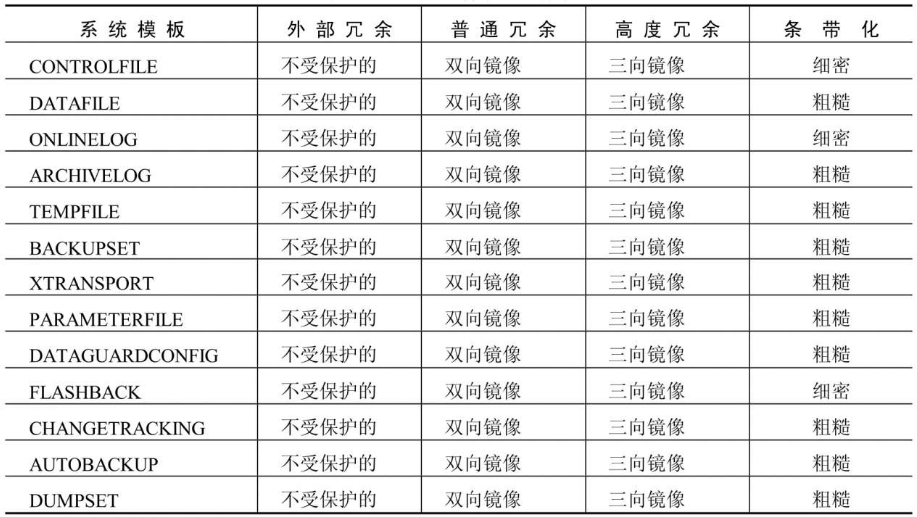 系统模板 外部冗余 普通冗余 高度冗余 条带化
CONTROLFILE 不受保护的 双向镜像 三向镜像 细密
DATAFILE 不受保护的 双向镜像 三向镜像 粗糙
ONLINELOG 不受保护的 双向镜像 三向镜像 细密
ARCHIVELOG 不受保护的 双向镜像 三向镜像 粗糙
TEMPFILE 不受保护的 双向镜像 三向镜像 粗糙
BACKUPSET 不受保护的 双向镜像 三向镜像 粗糙
XTRANSPORT 不受保护的 双向镜像 三向镜像 粗糙
PARAMETERFILE 不受保护的 双向镜像 三向镜像 粗糙
DATAGUARDCONFIG 不受保护的 双向镜像 三向镜像 粗糙
FLASHBACK 不受保护的 双向镜像 三向镜像 细密
CHANGETRACKING 不受保护的 双向镜像 三向镜像 粗糙
AUTOBACKUP 不受保护的 双向镜像 三向镜像 粗糙
DUMPSET 不受保护的 双向镜像 三向镜像 粗糙